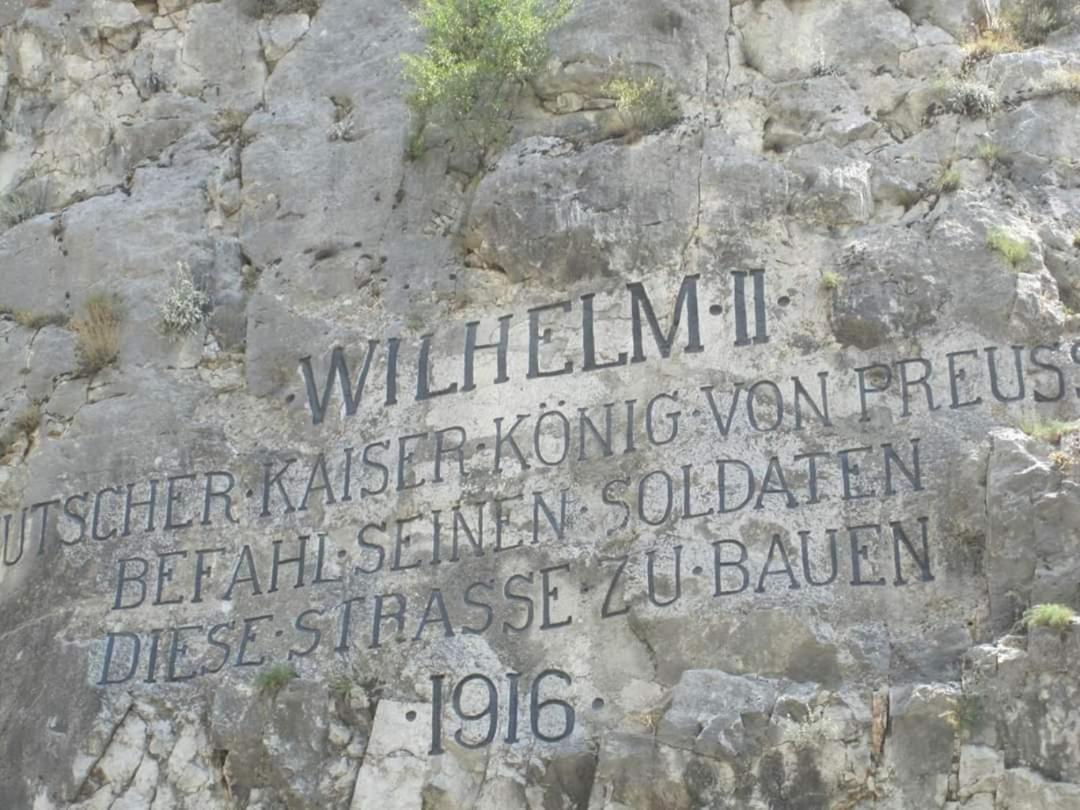 ·WILHELM·II·
UTSCHER·KAISER·KÖNIG·VON·PREUSS
BEFAHL·SEINEN·SOLDATEN
DIESE·STRASSE·ZU·BAUEN
·1916·